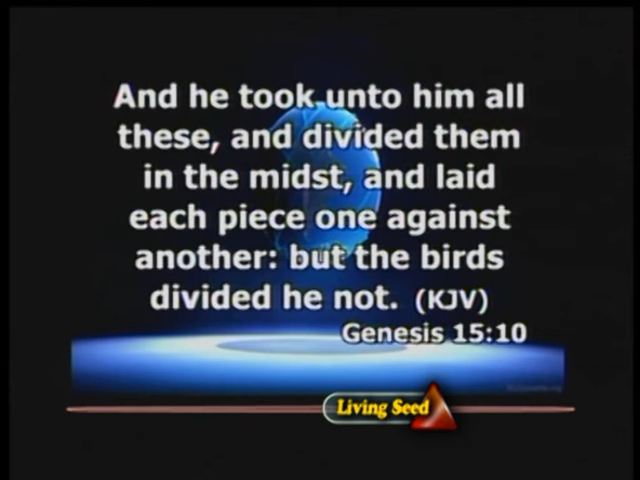 And he took unto him all
these, and divided them
in the midst, and laid
each piece one against
another: but the birds
divided he not. (KJV)
Genesis 15:10
Living Seed